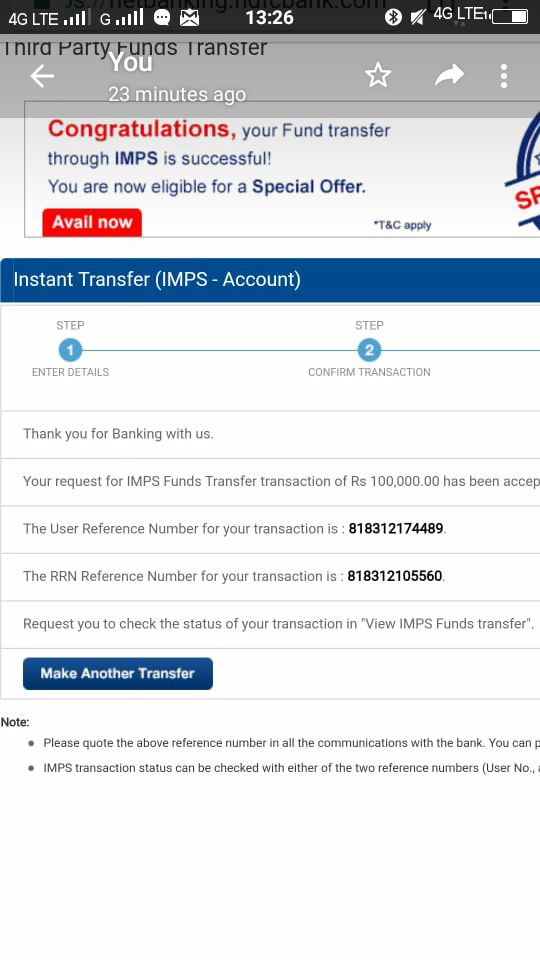 4G LTE G 13:26 4G LTE
Third Party Funds Transfer
You
23 minutes ago
Congratulations, your Fund transfer
through IMPS is successful!
You are now eligible for a Special Offer.
Avail now
*T&C apply
Instant Transfer (IMPS - Account)
STEP STEP
1 2
ENTER DETAILS CONFIRM TRANSACTION
Thank you for Banking with us.
Your request for IMPS Funds Transfer transaction of Rs 100,000.00 has been accep
The User Reference Number for your transaction is : 818312174489.
The RRN Reference Number for your transaction is : 818312105560.
Request you to check the status of your transaction in "View IMPS Funds transfer".
Make Another Transfer
Note:
Please quote the above reference number in all the communications with the bank. You can p
IMPS transaction status can be checked with either of the two reference numbers (User No.,